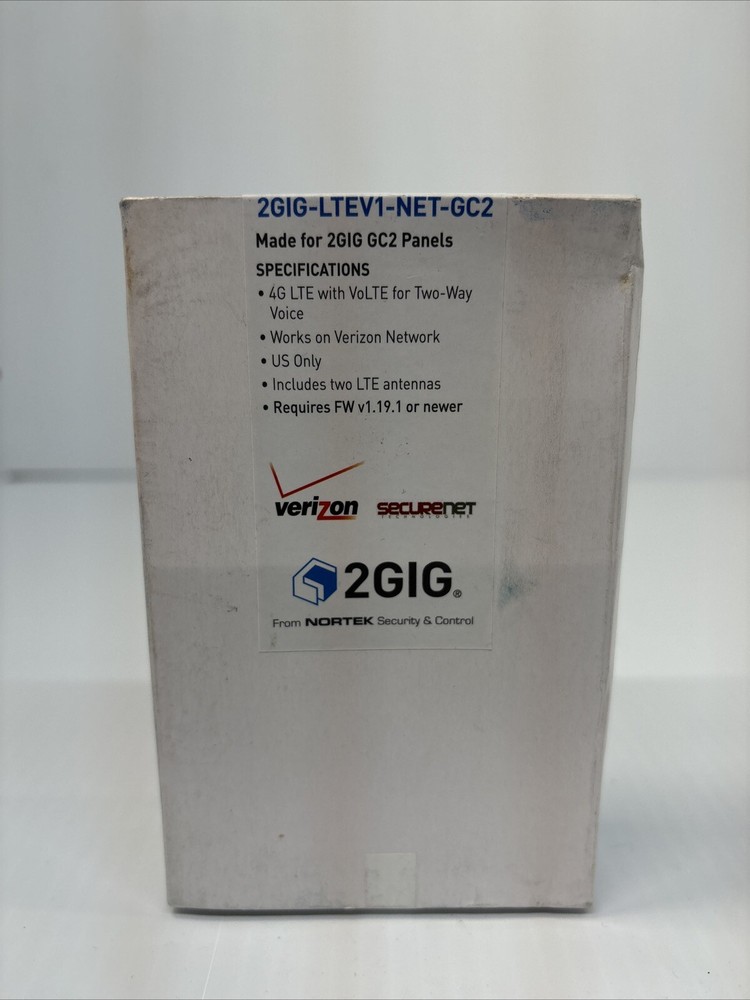 2GIG-LTEV1-NET-GC2
Made for 2GIG GC2 Panels
SPECIFICATIONS
• 4G LTE with VoLTE for Two-Way
Voice
• Works on Verizon Network
• US Only
• Includes two LTE antennas
• Requires FW v1.19.1 or newer
verizon SECURENET
TECHNOLOGIES
2GIG®
From NORTEK Security & Control